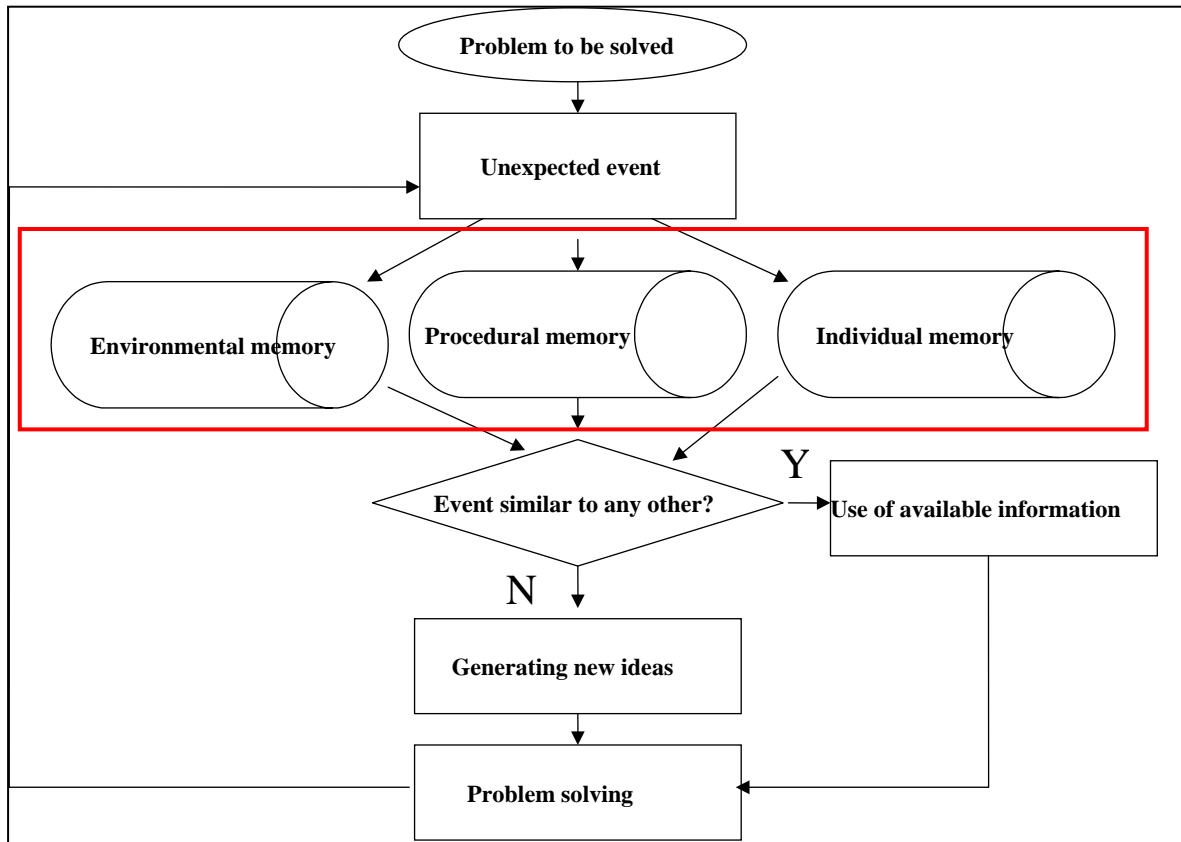 Problem to be solved
Unexpected event
Environmental memory
Procedural memory
Individual memory
Event similar to any other?
Y
Use of available information
N
Generating new ideas
Problem solving